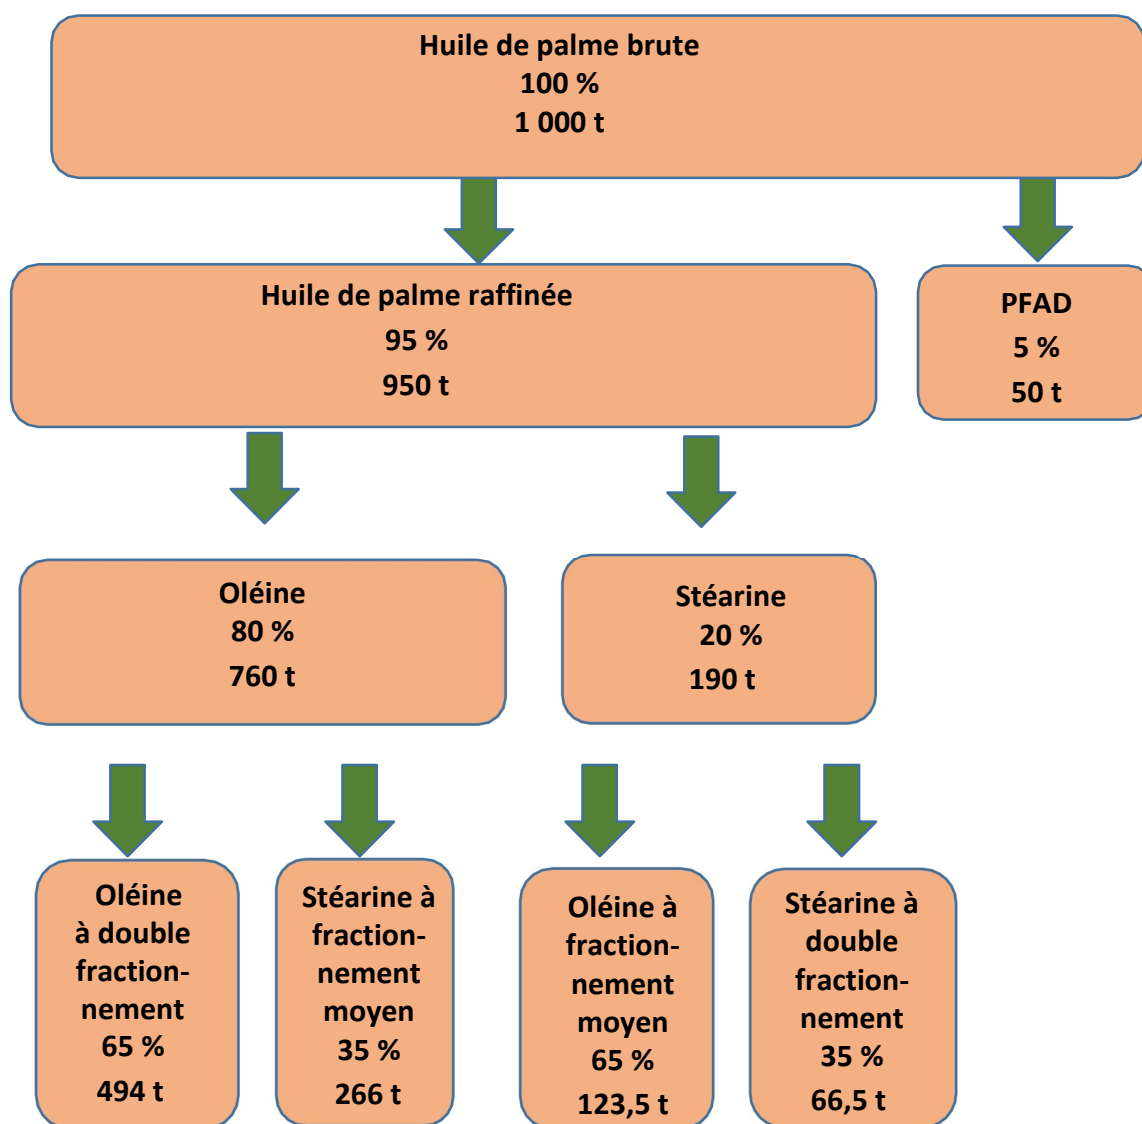 Huile de palme brute
100 %
1 000 t
Huile de palme raffinée
95 %
950 t
PFAD
5 %
50 t
Oléine
80 %
760 t
Stéarine
20 %
190 t
Oléine
à double
fraction-
nement
65 %
494 t
Stéarine à
fraction-
nement
moyen
35 %
266 t
Oléine à
fraction-
nement
moyen
65 %
123,5 t
Stéarine à
double
fraction-
nement
35 %
66,5 t